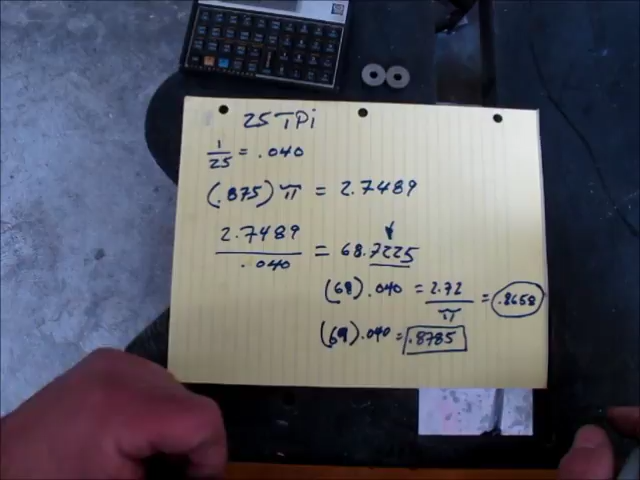 25 TPi
1/25 = .040
(.875) π = 2.7489
2.7489/.040 = 68.7225
(68) .040 = 2.72/π = .8658
(69) .040 = .8785